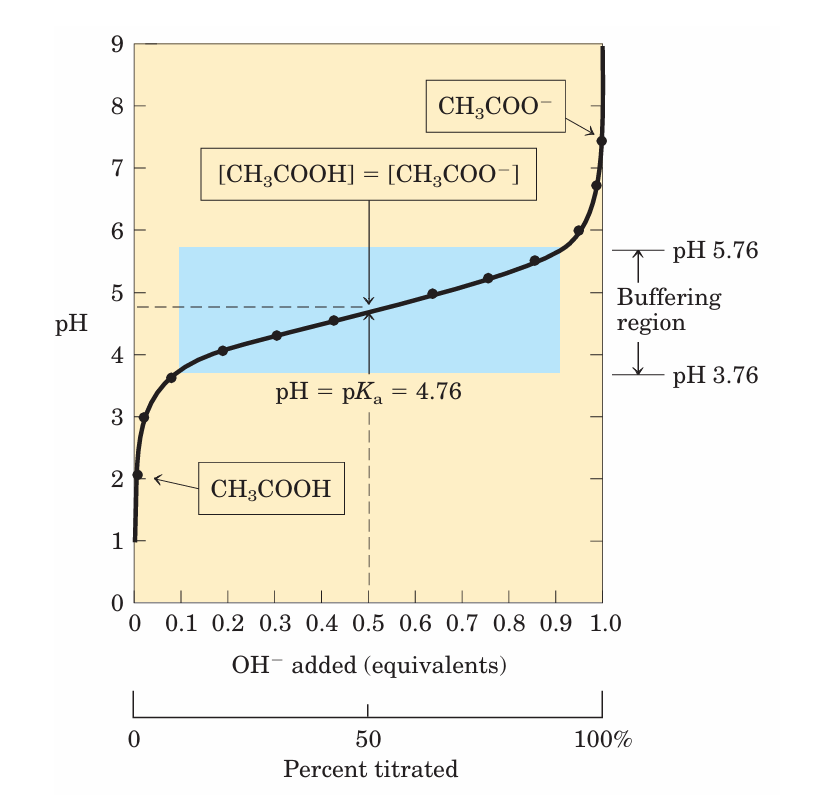 9
8
7
6
5
4
3
2
1
0
pH
CH₃COO⁻
[CH₃COOH] = [CH₃COO⁻]
pH = pKₐ = 4.76
CH₃COOH
pH 5.76
Buffering
region
pH 3.76
0 0.1 0.2 0.3 0.4 0.5 0.6 0.7 0.8 0.9 1.0
OH⁻ added (equivalents)
0 50 100%
Percent titrated